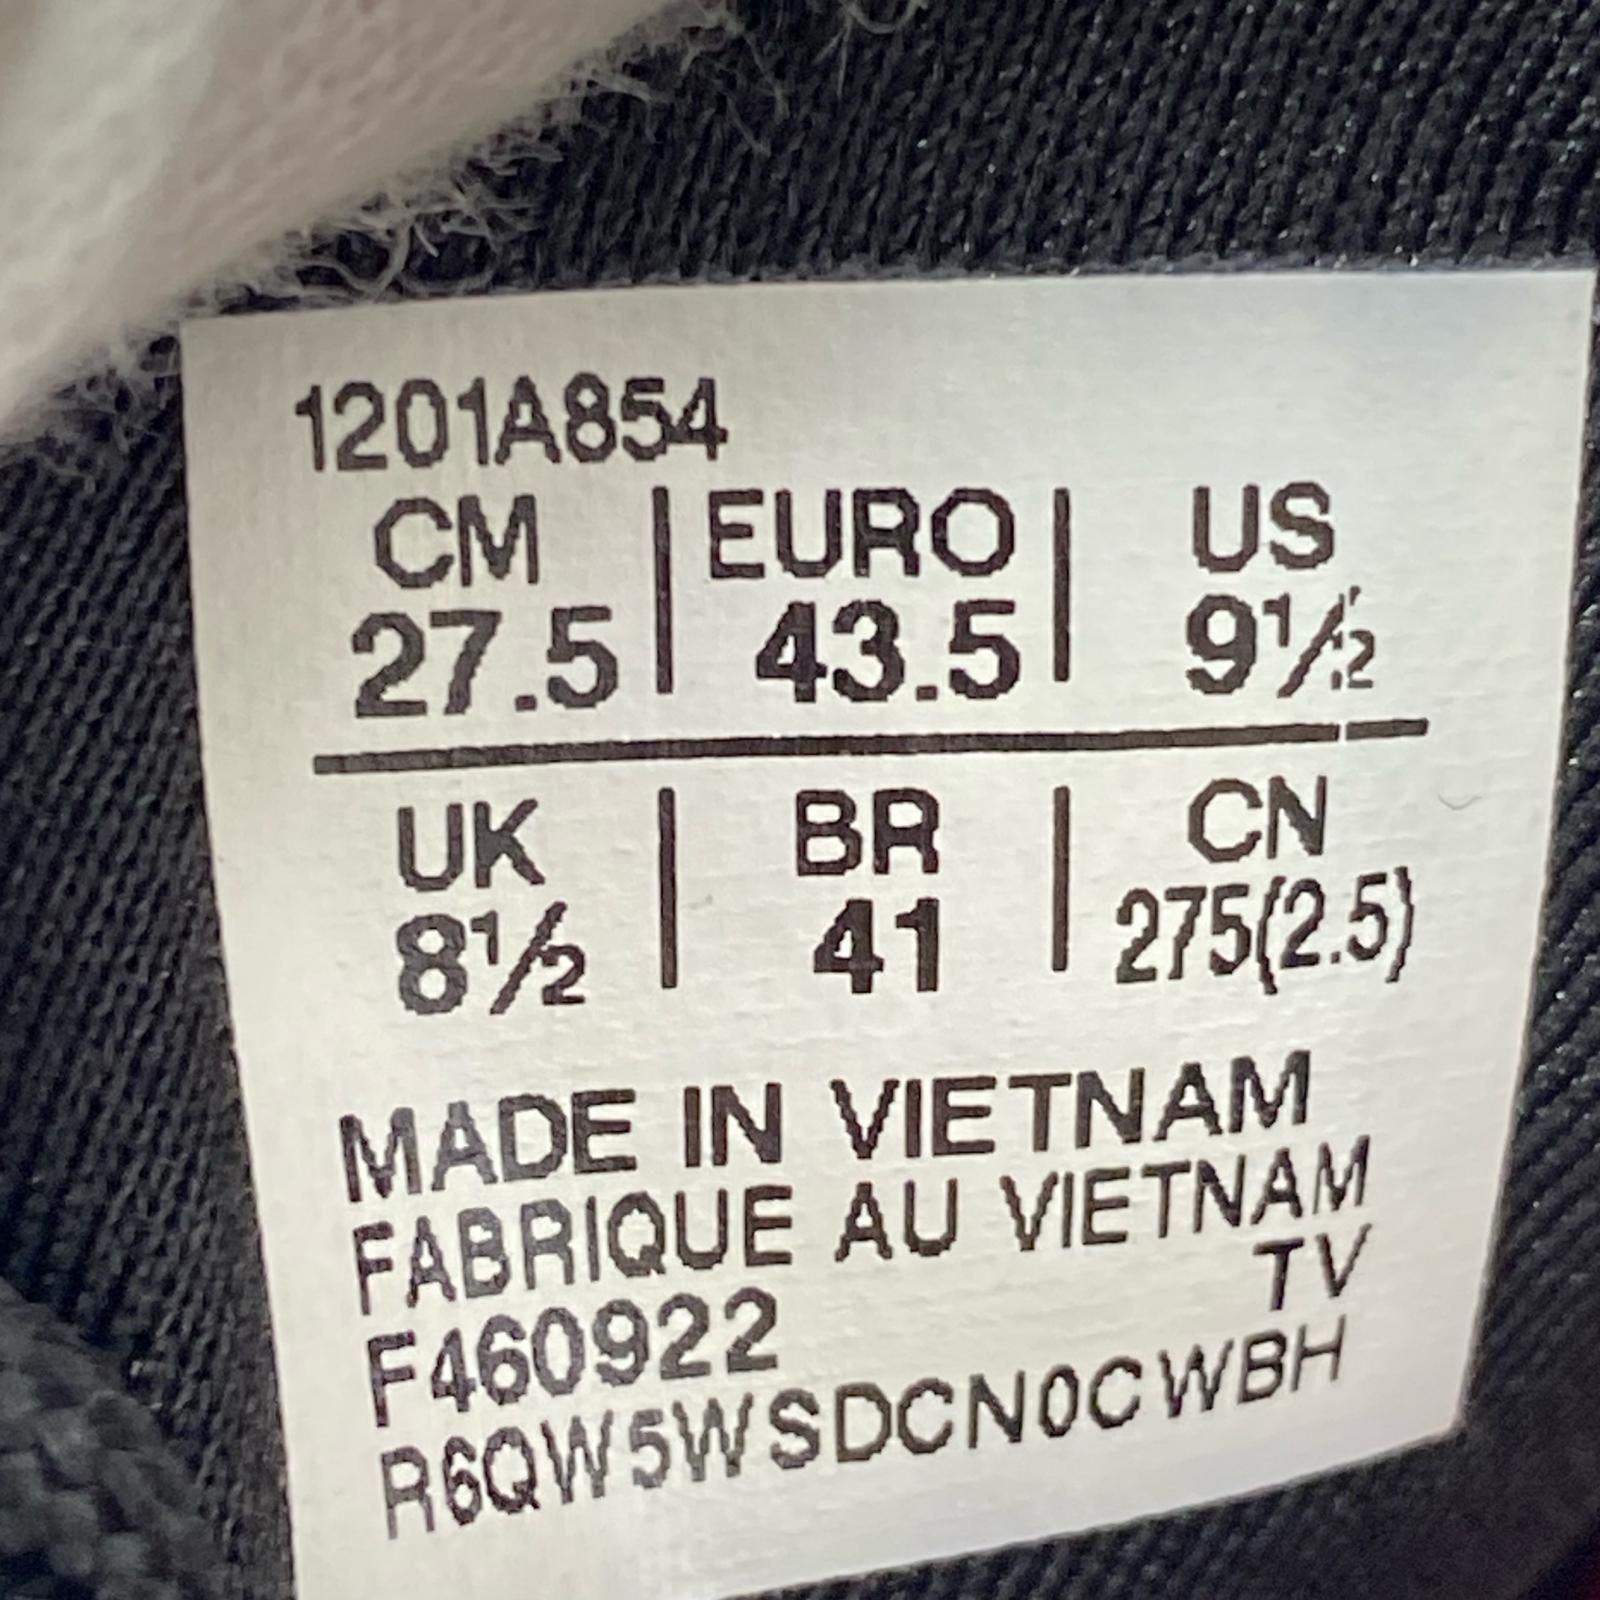 1201A854
CM | EURO | US
27.5 | 43.5 | 9½
UK | BR | CN
8½ | 41 | 275(2.5)
MADE IN VIETNAM
FABRIQUE AU VIETNAM
TV
F460922
R6QW5WSDCN0CWBH